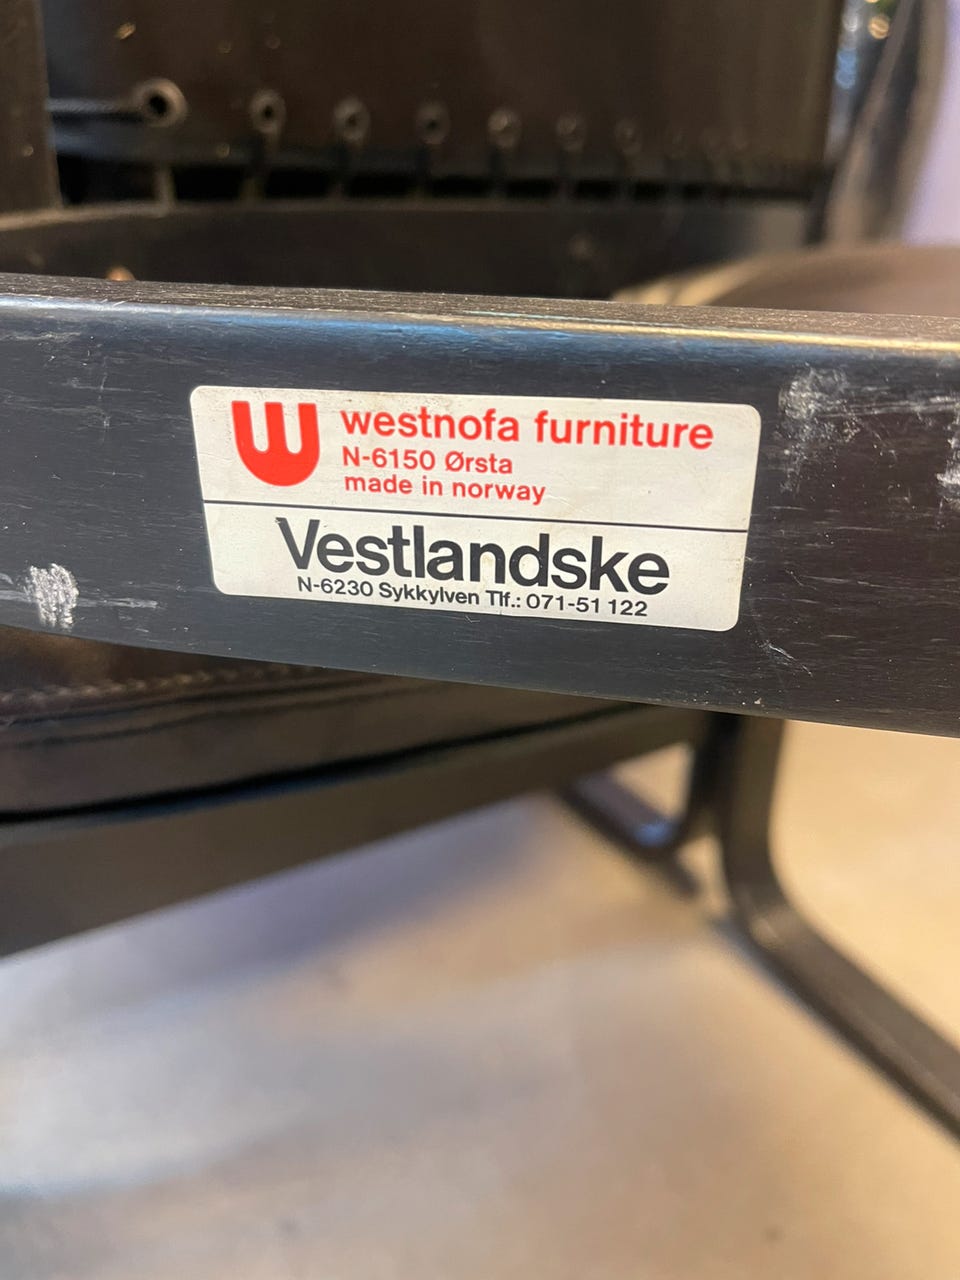 westnofa furniture
N-6150 Ørsta
made in norway
Vestlandske
N-6230 Sykkylven Tlf.: 071-51 122